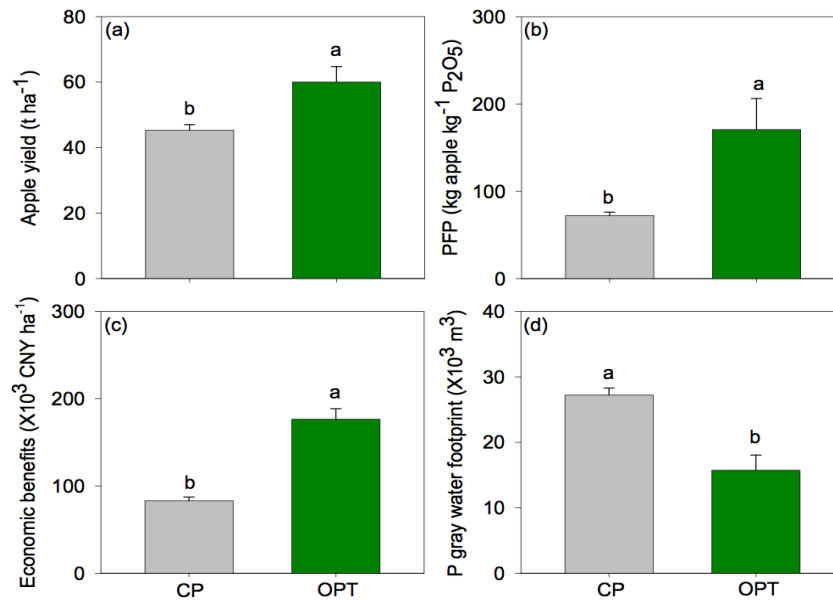 (a)
Apple yield (t ha⁻¹)
80
60
40
20
0
b
a
(b)
PFP (kg apple kg⁻¹ P₂O₅)
300
200
100
0
b
a
(c)
Economic benefits (X10³ CNY ha⁻¹)
300
200
100
0
b
a
CP
OPT
(d)
P gray water footprint (X10³ m³)
40
30
20
10
0
a
b
CP
OPT